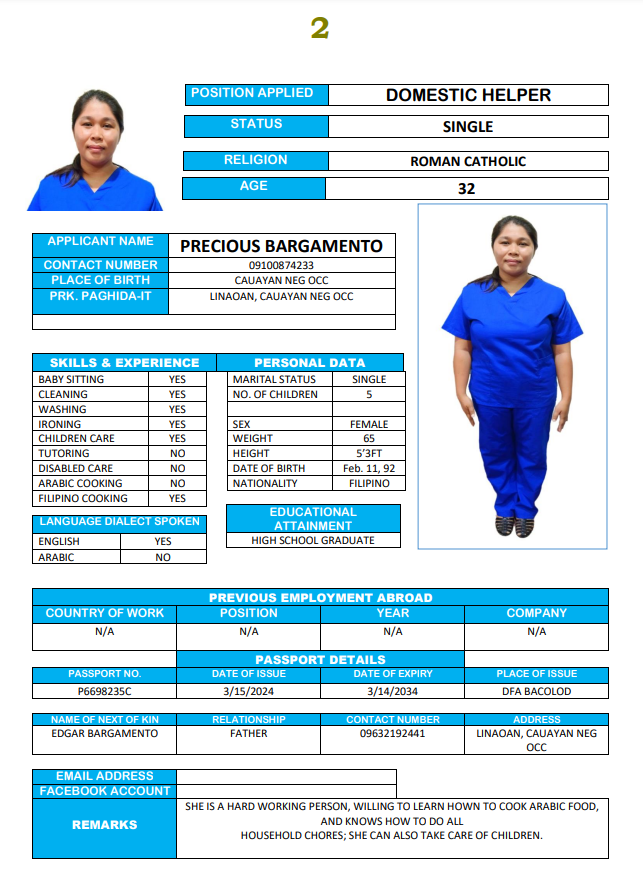 2
POSITION APPLIED DOMESTIC HELPER
STATUS SINGLE
RELIGION ROMAN CATHOLIC
AGE 32
APPLICANT NAME PRECIOUS BARGAMENTO
CONTACT NUMBER 09100874233
PLACE OF BIRTH CAUAYAN NEG OCC
PRK. PAGHIDA-IT LINAOAN, CAUAYAN NEG OCC
SKILLS & EXPERIENCE PERSONAL DATA
BABY SITTING YES MARITAL STATUS SINGLE
CLEANING YES NO. OF CHILDREN 5
WASHING YES
IRONING YES SEX FEMALE
CHILDREN CARE YES WEIGHT 65
TUTORING NO HEIGHT 5'3FT
DISABLED CARE NO DATE OF BIRTH Feb. 11, 92
ARABIC COOKING NO NATIONALITY FILIPINO
FILIPINO COOKING YES
LANGUAGE DIALECT SPOKEN
ENGLISH YES
ARABIC NO
EDUCATIONAL
ATTAINMENT
HIGH SCHOOL GRADUATE
PREVIOUS EMPLOYMENT ABROAD
COUNTRY OF WORK POSITION YEAR COMPANY
N/A N/A N/A N/A
PASSPORT DETAILS
PASSPORT NO. DATE OF ISSUE DATE OF EXPIRY PLACE OF ISSUE
P6698235C 3/15/2024 3/14/2034 DFA BACOLOD
NAME OF NEXT OF KIN RELATIONSHIP CONTACT NUMBER ADDRESS
EDGAR BARGAMENTO FATHER 09632192441 LINAOAN, CAUAYAN NEG
OCC
EMAIL ADDRESS
FACEBOOK ACCOUNT
REMARKS
SHE IS A HARD WORKING PERSON, WILLING TO LEARN HOWN TO COOK ARABIC FOOD,
AND KNOWS HOW TO DO ALL
HOUSEHOLD CHORES; SHE CAN ALSO TAKE CARE OF CHILDREN.